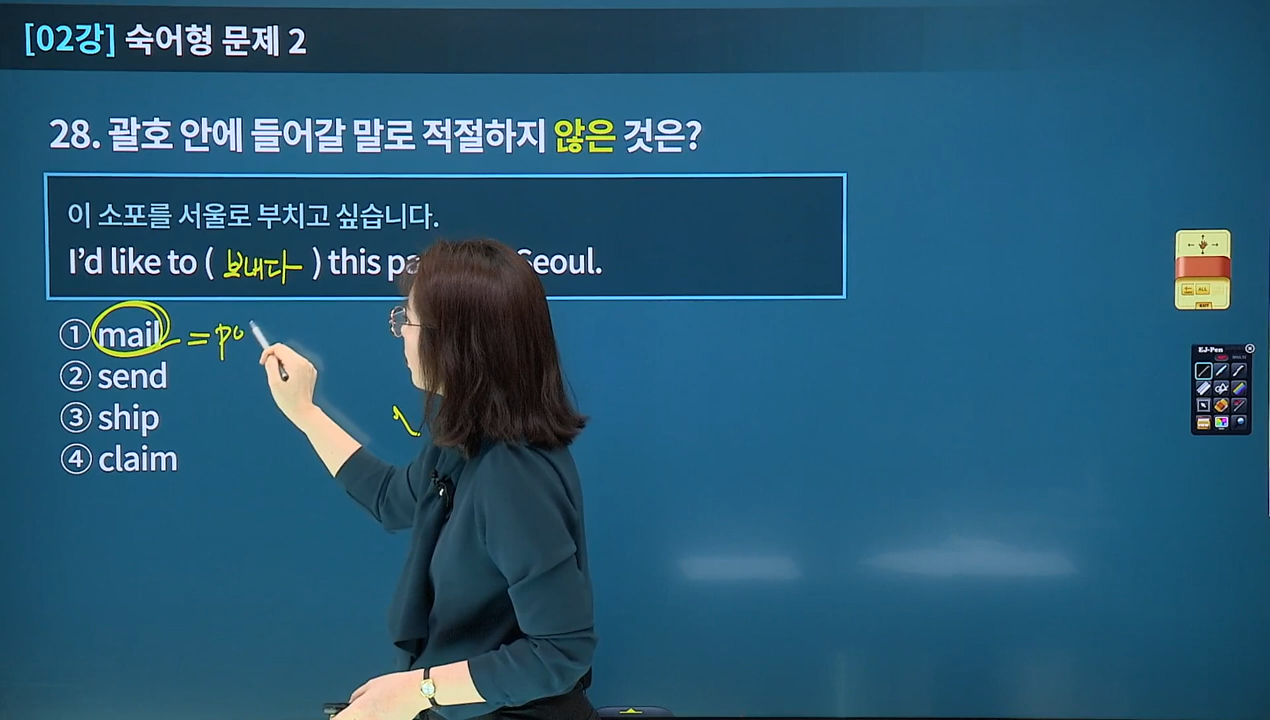 [02강] 숙어형 문제 2
28. 괄호 안에 들어갈 말로 적절하지 않은 것은?
이 소포를 서울로 부치고 싶습니다.
I'd like to ( 보내다 ) this pa Seoul.
① mail = po
② send
③ ship
④ claim
EJ-Pen